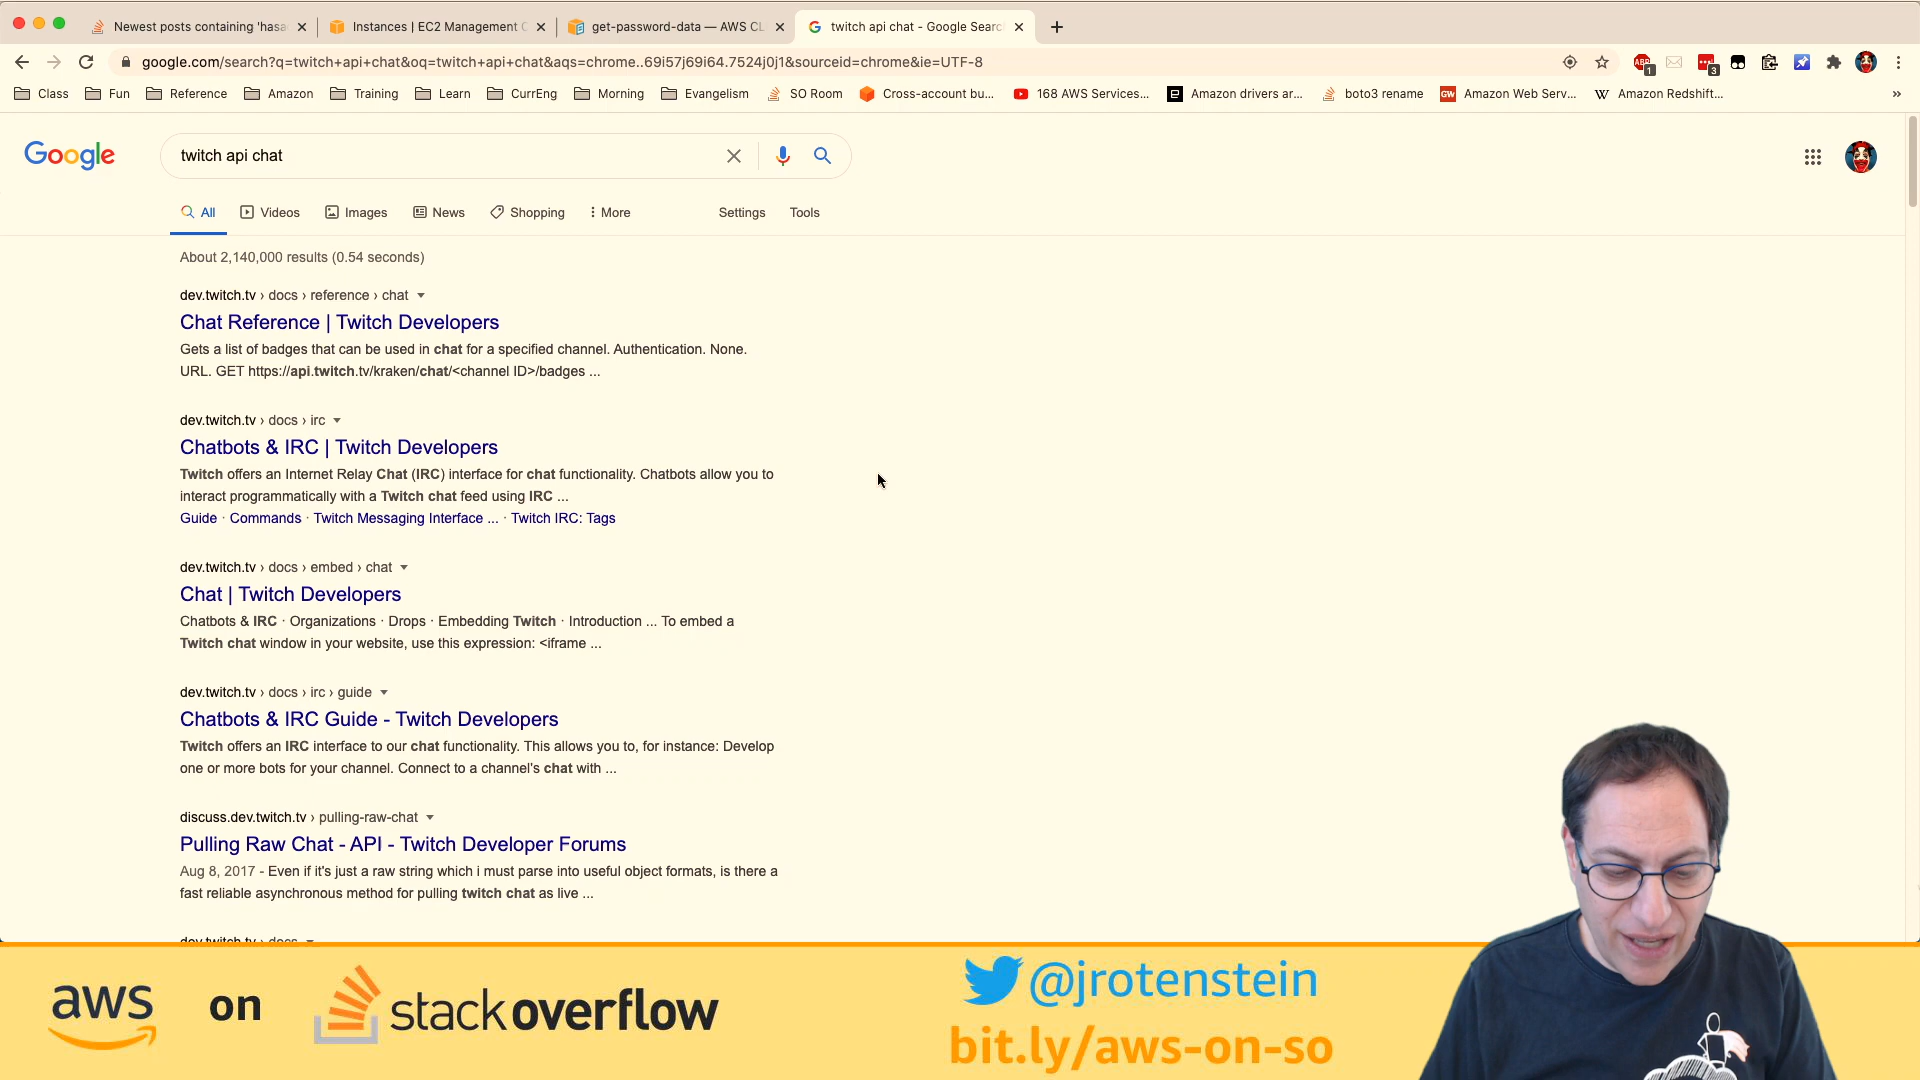 Newest posts containing 'hasa
Instances | EC2 Management C
get-password-data — AWS CL
twitch api chat - Google Searc
google.com/search?q=twitch+api+chat&oq=twitch+api+chat&aqs=chrome..69i57j69i64.7524j0j1&sourceid=chrome&ie=UTF-8
ABP
1
3
Class
Fun
Reference
Amazon
Training
Learn
CurrEng
Morning
Evangelism
SO Room
Cross-account bu...
168 AWS Services...
Amazon drivers ar...
boto3 rename
GW
Amazon Web Serv...
W
Amazon Redshift...
»
Google
twitch api chat
All
Videos
Images
News
Shopping
More
Settings
Tools
About 2,140,000 results (0.54 seconds)
dev.twitch.tv › docs › reference › chat
Chat Reference | Twitch Developers
Gets a list of badges that can be used in chat for a specified channel. Authentication. None.
URL. GET https://api.twitch.tv/kraken/chat/<channel ID>/badges ...
dev.twitch.tv › docs › irc
Chatbots & IRC | Twitch Developers
Twitch offers an Internet Relay Chat (IRC) interface for chat functionality. Chatbots allow you to
interact programmatically with a Twitch chat feed using IRC ...
Guide · Commands · Twitch Messaging Interface ... · Twitch IRC: Tags
dev.twitch.tv › docs › embed › chat
Chat | Twitch Developers
Chatbots & IRC · Organizations · Drops · Embedding Twitch · Introduction ... To embed a
Twitch chat window in your website, use this expression: <iframe ...
dev.twitch.tv › docs › irc › guide
Chatbots & IRC Guide - Twitch Developers
Twitch offers an IRC interface to our chat functionality. This allows you to, for instance: Develop
one or more bots for your channel. Connect to a channel's chat with ...
discuss.dev.twitch.tv › pulling-raw-chat
Pulling Raw Chat - API - Twitch Developer Forums
Aug 8, 2017 - Even if it's just a raw string which i must parse into useful object formats, is there a
fast reliable asynchronous method for pulling twitch chat as live ...
dev.twitch.tv › docs
aws on stackoverflow
@jrotenstein
bit.ly/aws-on-so